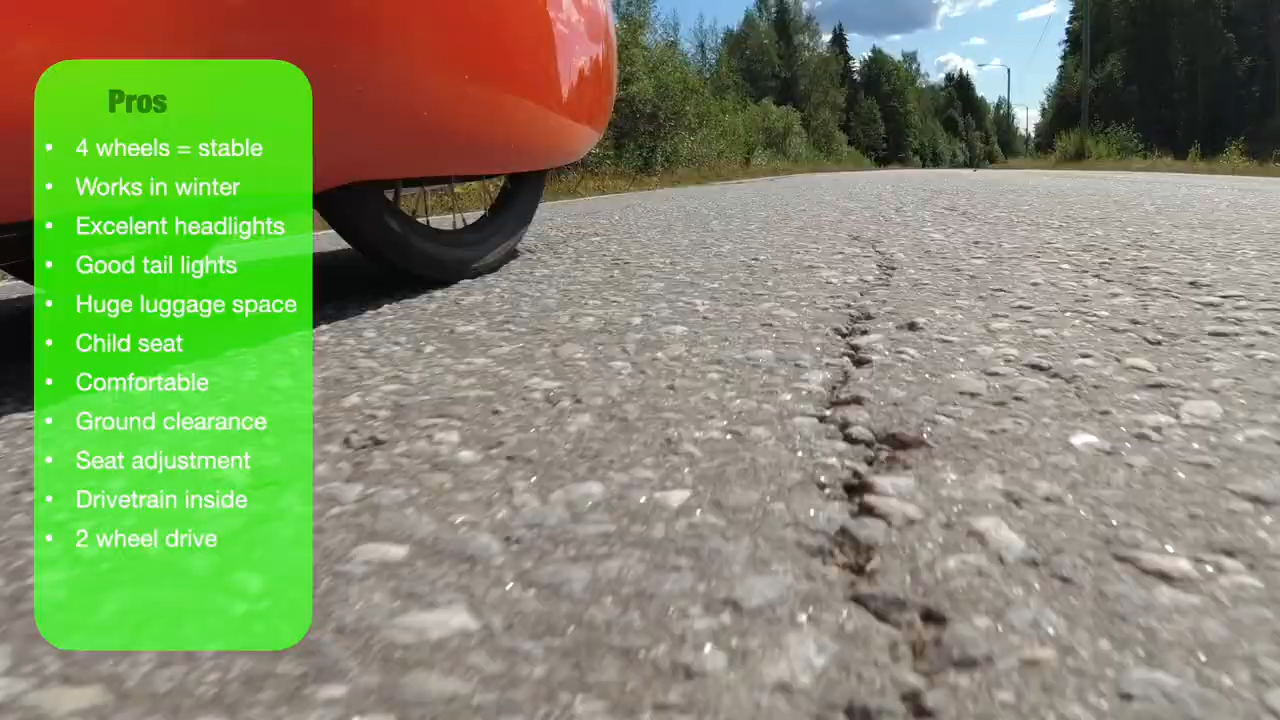 Pros
• 4 wheels = stable
• Works in winter
• Excelent headlights
• Good tail lights
• Huge luggage space
• Child seat
• Comfortable
• Ground clearance
• Seat adjustment
• Drivetrain inside
• 2 wheel drive